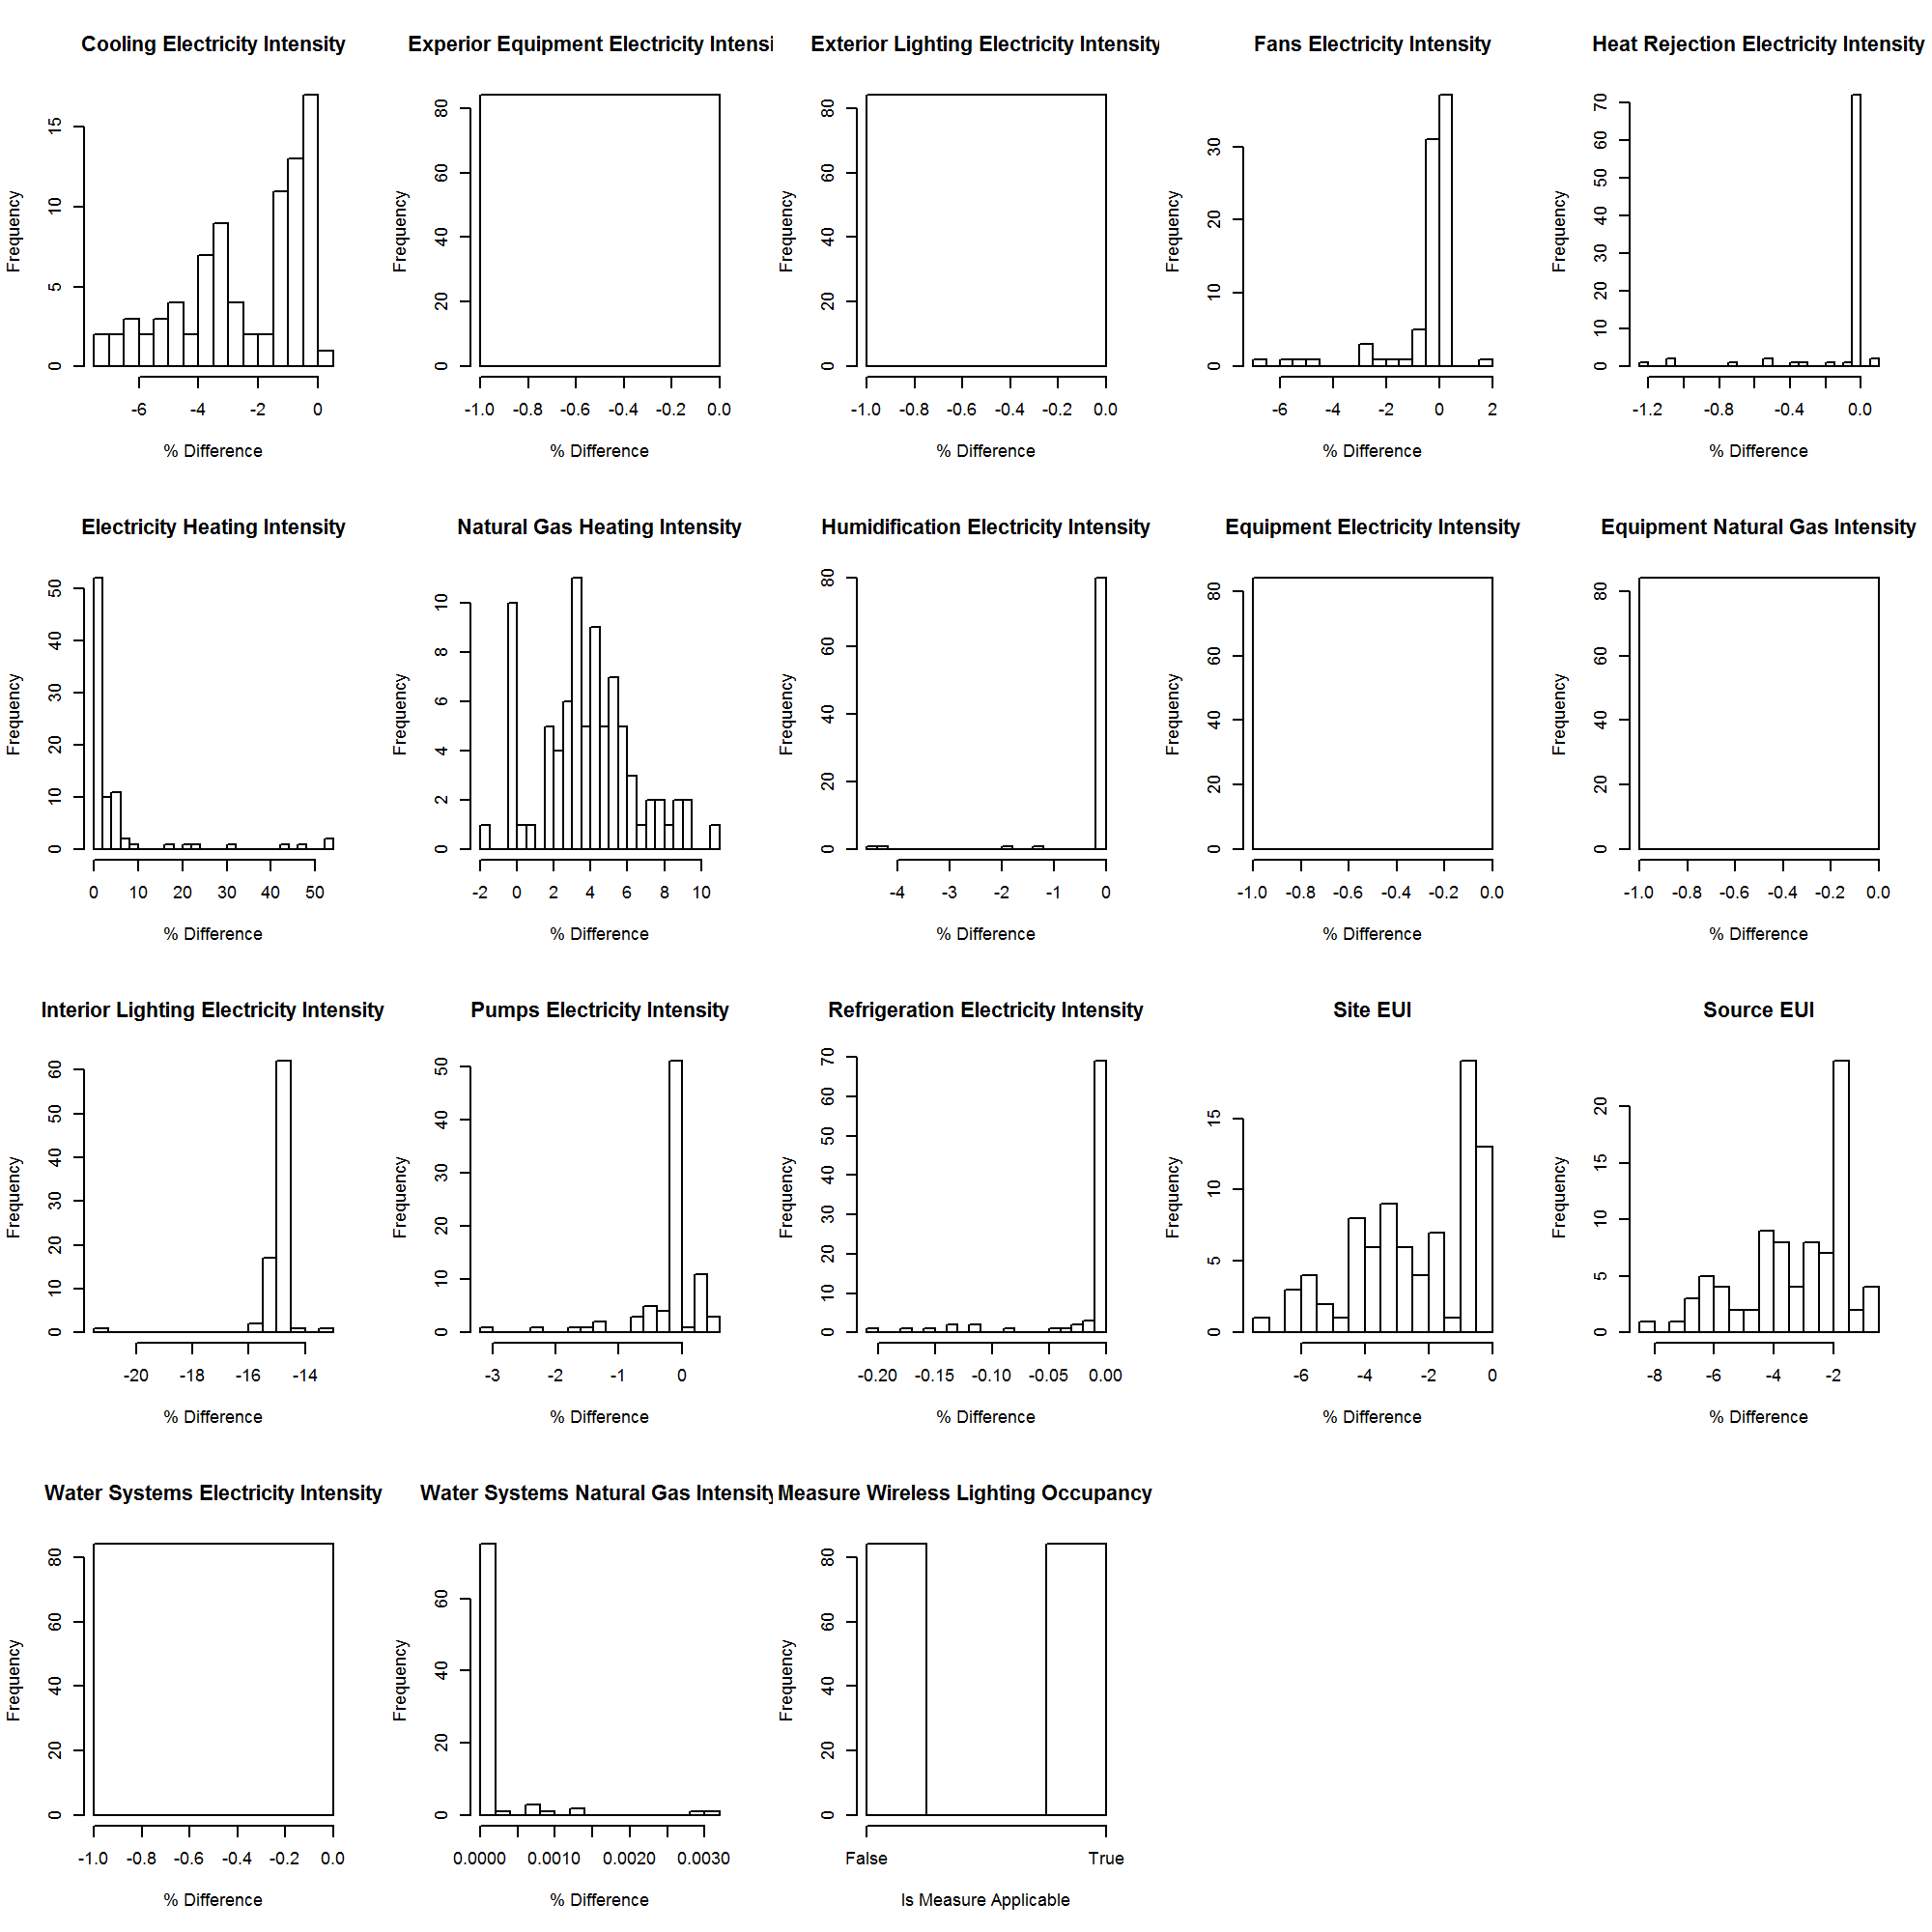 Cooling Electricity Intensity
Frequency
0 5 10 15
-6 -4 -2 0
% Difference
Experior Equipment Electricity Intensi
Frequency
0 20 40 60 80
-1.0 -0.8 -0.6 -0.4 -0.2 0.0
% Difference
Exterior Lighting Electricity Intensity
Frequency
0 20 40 60 80
-1.0 -0.8 -0.6 -0.4 -0.2 0.0
% Difference
Fans Electricity Intensity
Frequency
0 10 20 30
-6 -4 -2 0 2
% Difference
Heat Rejection Electricity Intensity
Frequency
0 10 20 30 40 50 60 70
-1.2 -0.8 -0.4 0.0
% Difference
Electricity Heating Intensity
Frequency
0 10 20 30 40 50
0 10 20 30 40 50
% Difference
Natural Gas Heating Intensity
Frequency
0 2 4 6 8 10
-2 0 2 4 6 8 10
% Difference
Humidification Electricity Intensity
Frequency
0 20 40 60 80
-4 -3 -2 -1 0
% Difference
Equipment Electricity Intensity
Frequency
0 20 40 60 80
-1.0 -0.8 -0.6 -0.4 -0.2 0.0
% Difference
Equipment Natural Gas Intensity
Frequency
0 20 40 60 80
-1.0 -0.8 -0.6 -0.4 -0.2 0.0
% Difference
Interior Lighting Electricity Intensity
Frequency
0 10 20 30 40 50 60
-20 -18 -16 -14
% Difference
Pumps Electricity Intensity
Frequency
0 10 20 30 40 50
-3 -2 -1 0
% Difference
Refrigeration Electricity Intensity
Frequency
0 10 20 30 40 50 60 70
-0.20 -0.15 -0.10 -0.05 0.00
% Difference
Site EUI
Frequency
0 5 10 15
-6 -4 -2 0
% Difference
Source EUI
Frequency
0 5 10 15 20
-8 -6 -4 -2
% Difference
Water Systems Electricity Intensity
Frequency
0 20 40 60 80
-1.0 -0.8 -0.6 -0.4 -0.2 0.0
% Difference
Water Systems Natural Gas Intensity
Frequency
0 20 40 60
0.0000 0.0010 0.0020 0.0030
% Difference
Measure Wireless Lighting Occupancy
Frequency
0 20 40 60 80
False True
Is Measure Applicable